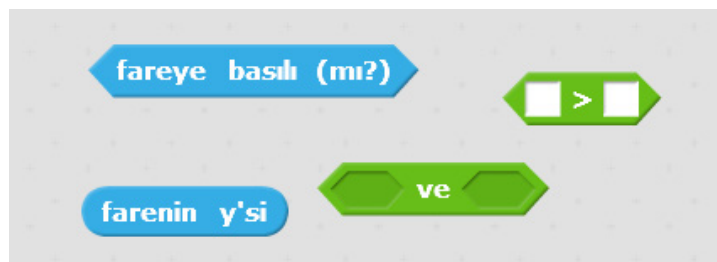 fareye basılı (mı?)
>
ve
farenin y'si